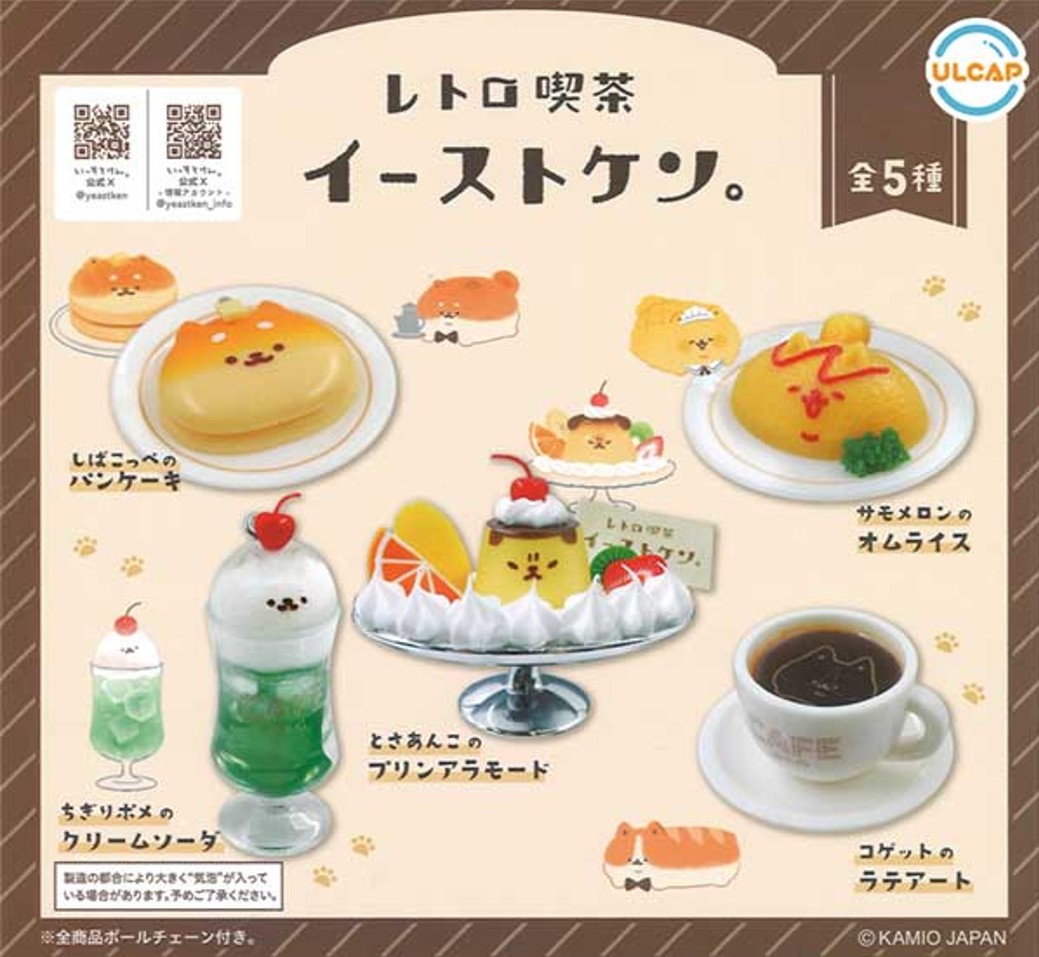 ULCAP
レトロ喫茶
イーストケン。
全5種
いーすとけん。
公式X
@yeastken
いーすとけん。
公式X
-情報アカウント-
@yeastken_info
しばこっぺの
パンケーキ
サモメロンの
オムライス
レトロ喫茶
イーストケン。
とさあんこの
プリンアラモード
CAFE
ちぎりポメの
クリームソーダ
コゲットの
ラテアート
製造の都合により大きく"気泡"が入って
いる場合があります。予めご了承ください。
※全商品ボールチェーン付き。
©KAMIO JAPAN